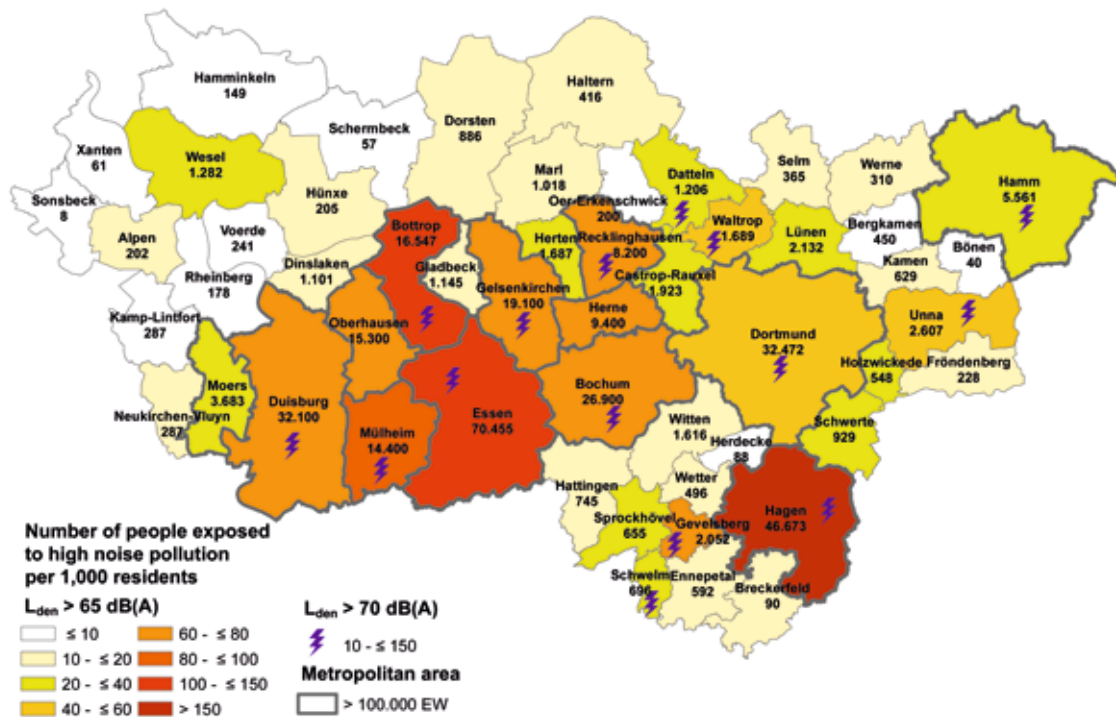 Hamminkeln
149
Haltern
416
Schermbeck
57
Dorsten
886
Xanten
61
Wesel
1.282
Selm
365
Werne
310
Marl
1.018
Datteln
1.206
Hamm
5.561
Sonsbeck
8
Hünxe
205
Oer-Erkenschwick
200
Bergkamen
450
Alpen
202
Voerde
241
Bottrop
16.547
Herten
1.687
Recklinghausen
8.200
Waltrop
1.689
Lünen
2.132
Bönen
40
Kamen
629
Dinslaken
1.101
Gladbeck
1.145
Rheinberg
178
Gelsenkirchen
19.100
Castrop-Rauxel
1.923
Kamp-Lintfort
287
Oberhausen
15.300
Herne
9.400
Dortmund
32.472
Unna
2.607
Holzwickede
548
Fröndenberg
228
Moers
3.683
Neukirchen-Vluyn
287
Duisburg
32.100
Mülheim
14.400
Essen
70.455
Bochum
26.900
Witten
1.616
Schwerte
929
Herdecke
88
Hattingen
745
Wetter
496
Hagen
46.673
Sprockhövel
655
Gevelsberg
2.052
Schwelm
696
Ennepetal
592
Breckerfeld
90
Number of people exposed
to high noise pollution
per 1,000 residents
Lden > 65 dB(A)
≤ 10
10 - ≤ 20
20 - ≤ 40
40 - ≤ 60
60 - ≤ 80
80 - ≤ 100
100 - ≤ 150
> 150
Lden > 70 dB(A)
10 - ≤ 150
Metropolitan area
> 100.000 EW